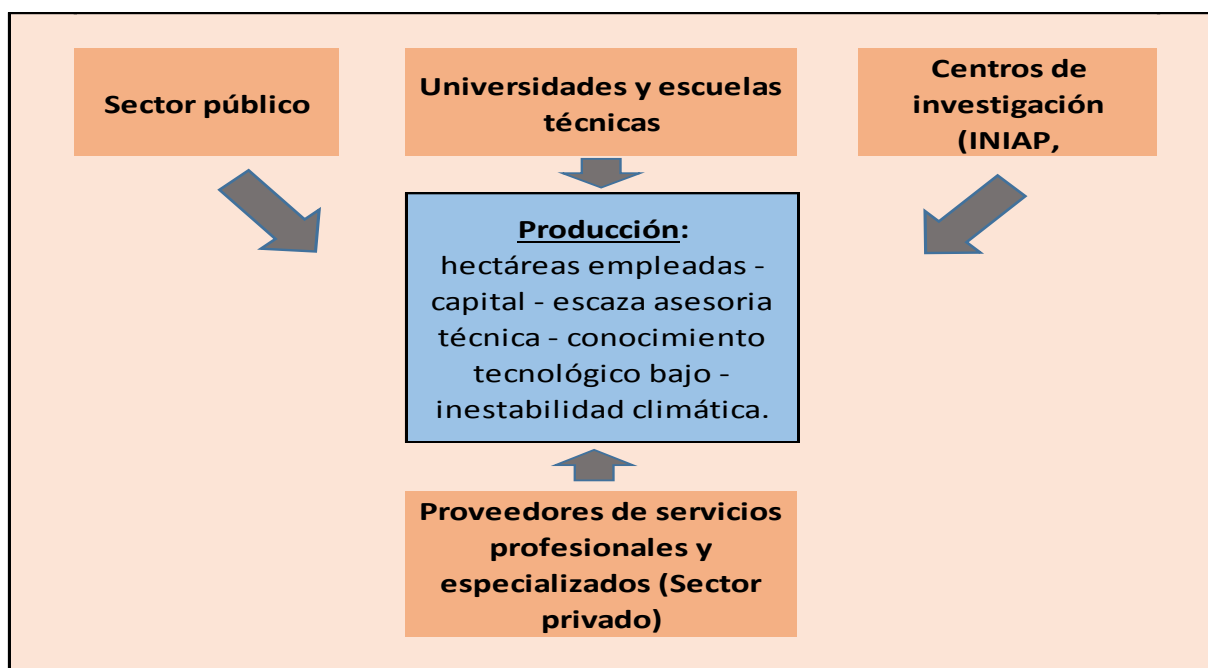 Sector público
Universidades y escuelas
técnicas
Centros de
investigación
(INIAP,
Producción:
hectáreas empleadas -
capital - escaza asesoria
técnica - conocimiento
tecnológico bajo -
inestabilidad climática.
Proveedores de servicios
profesionales y
especializados (Sector
privado)